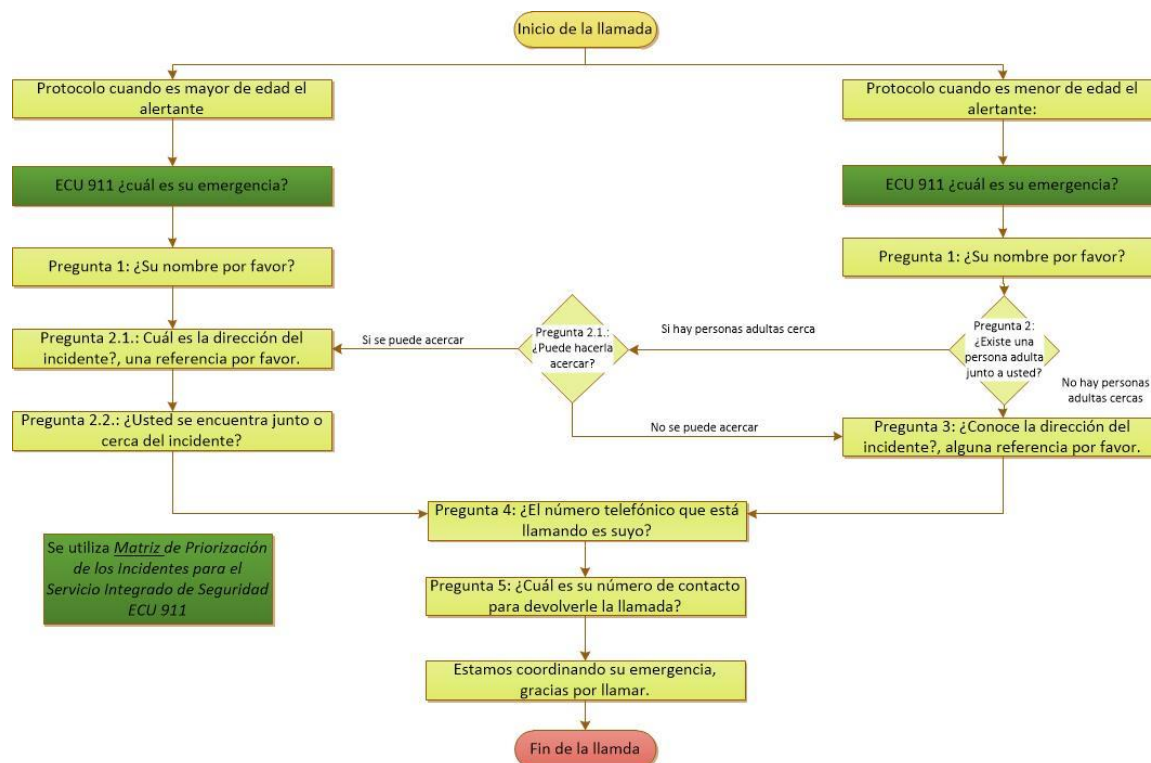 Inicio de la llamada
Protocolo cuando es mayor de edad el
alertante
ECU 911 ¿cuál es su emergencia?
Pregunta 1: ¿Su nombre por favor?
Pregunta 2.1.: Cuál es la dirección del
incidente?, una referencia por favor.
Pregunta 2.2.: ¿Usted se encuentra junto o
cerca del incidente?
Protocolo cuando es menor de edad el
alertante:
ECU 911 ¿cuál es su emergencia?
Pregunta 1: ¿Su nombre por favor?
Pregunta 2:
¿Existe una
persona adulta
junto a usted?
Si hay personas adultas cerca
Pregunta 2.1.:
¿Puede hacerla
acercar?
Si se puede acercar
No se puede acercar
No hay personas
adultas cercas
Pregunta 3: ¿Conoce la dirección del
incidente?, alguna referencia por favor.
Pregunta 4: ¿El número telefónico que está
llamando es suyo?
Pregunta 5: ¿Cuál es su número de contacto
para devolverle la llamada?
Estamos coordinando su emergencia,
gracias por llamar.
Fin de la llamda
Se utiliza Matriz de Priorización
de los Incidentes para el
Servicio Integrado de Seguridad
ECU 911